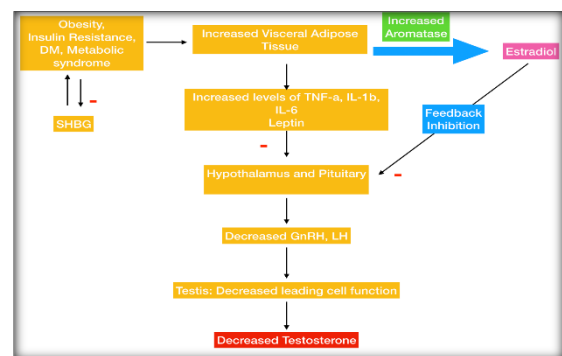 Obesity,
Insulin Resistance,
DM, Metabolic
syndrome
Increased Visceral Adipose
Tissue
Increased
Aromatase
Estradiol
-
SHBG
Increased levels of TNF-a, IL-1b,
IL-6
Leptin
Feedback
Inhibition
-
Hypothalamus and Pituitary
-
Decreased GnRH, LH
Testis: Decreased leading cell function
Decreased Testosterone